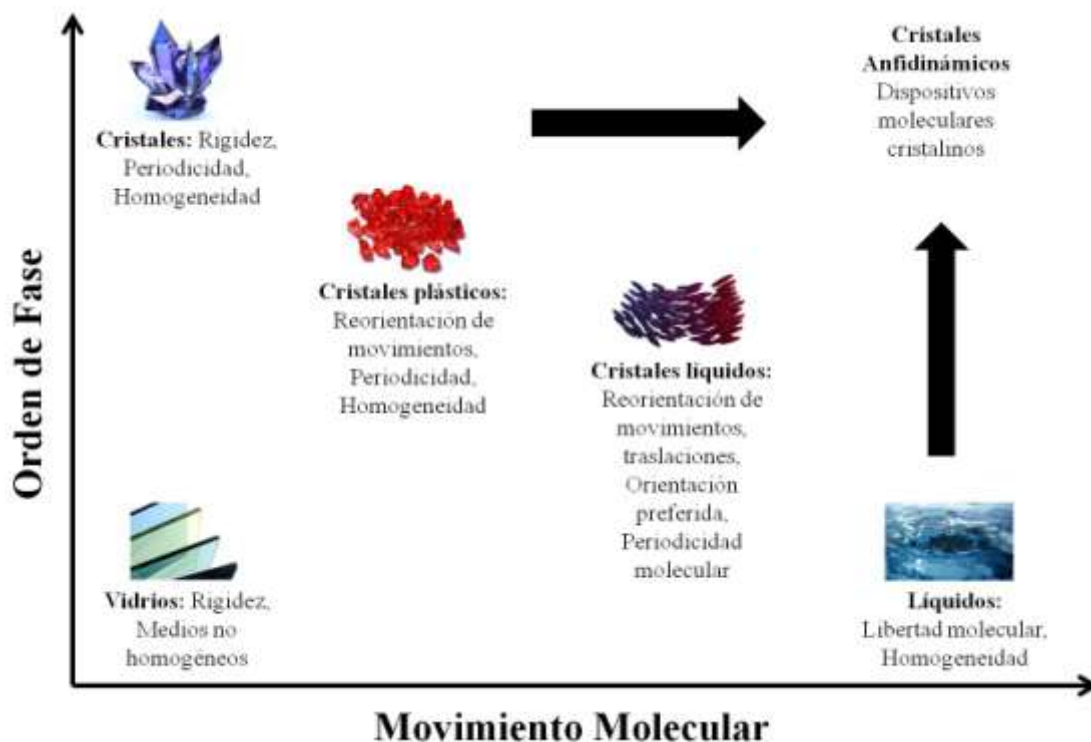 Orden de Fase
Cristales: Rigidez,
Periodicidad,
Homogeneidad
Cristales plásticos:
Reorientación de
movimientos,
Periodicidad,
Homogeneidad
Cristales líquidos:
Reorientación de
movimientos,
traslaciones,
Orientación
preferida,
Periodicidad
molecular
Cristales
Anfidinámicos
Dispositivos
moleculares
cristalinos
Vidrios: Rigidez,
Medios no
homogéneos
Líquidos:
Libertad molecular,
Homogeneidad
Movimiento Molecular